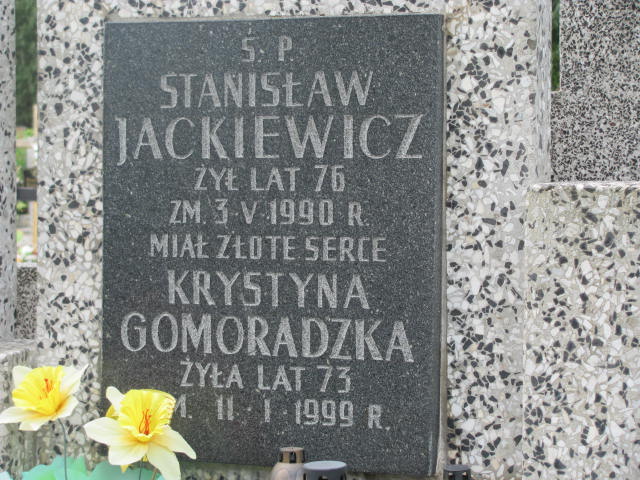 Ś. P.
STANISŁAW
JACKIEWICZ
ŻYŁ LAT 76
ZM. 3 · V · 1990 R.
MIAŁ ZŁOTE SERCE
KRYSTYNA
GOMORADZKA
ŻYŁA LAT 73
11 · I · 1999 R.